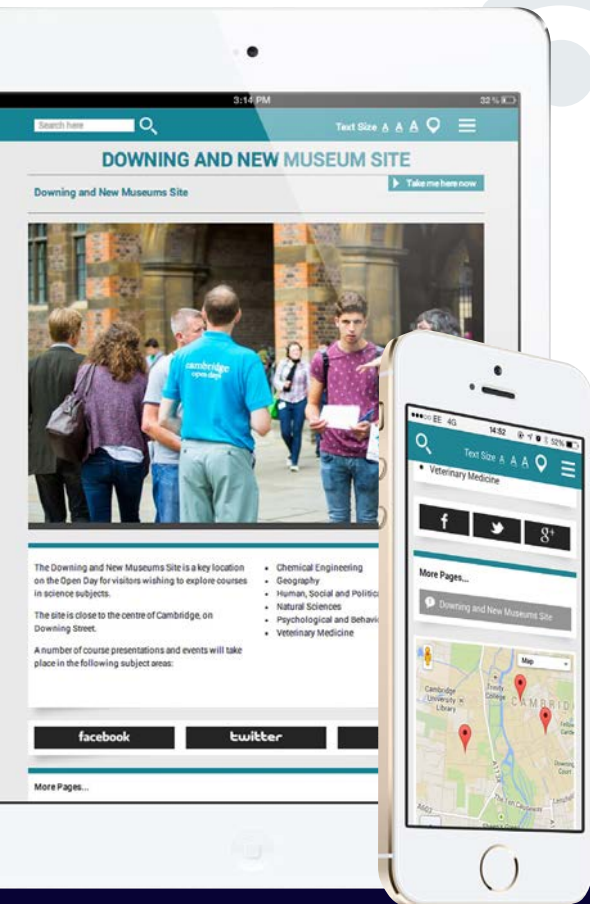 3:14 PM
32 %
Search here
Text Size A A A
DOWNING AND NEW MUSEUM SITE
Downing and New Museums Site
Take me here now
cambridge
open days
The Downing and New Museums Site is a key location
on the Open Day for visitors wishing to explore courses
in science subjects.
The site is close to the centre of Cambridge, on
Downing Street.
A number of course presentations and events will take
place in the following subject areas:
• Chemical Engineering
• Geography
• Human, Social and Politic
• Natural Sciences
• Psychological and Behavi
• Veterinary Medicine
facebook
twitter
More Pages...
EE 4G
14:52
52%
Text Size A A A
• Veterinary Medicine
f
g+
More Pages...
Downing and New Museums Site
Map
Cambridge
University
Library
Trinity
College
CAMBRID
Downing
Court
A1134
The Fen Causeway
A603